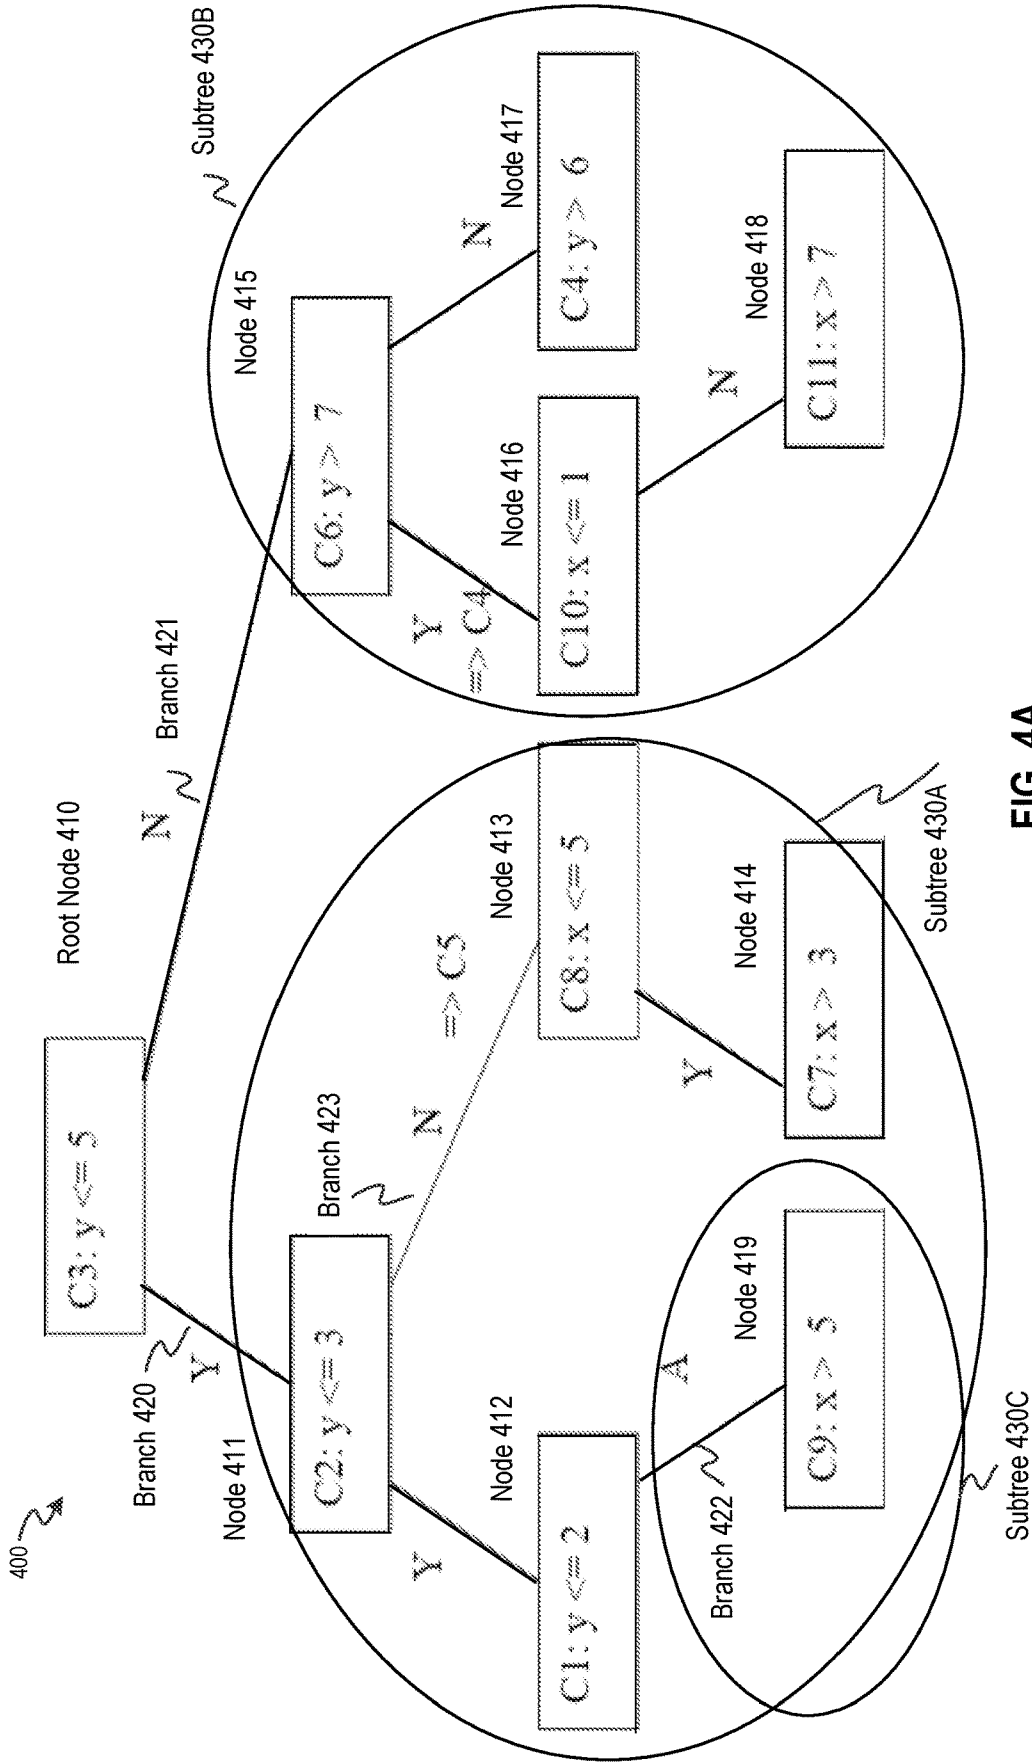 400
Root Node 410
C3: y <= 5
Branch 420
Y
N
Branch 421
Subtree 430B
Node 411
C2: y <= 3
Branch 423
Node 415
C6: y > 7
Y
N
=> C5
Y
=> C4
N
Node 412
C1: y <= 2
Node 413
C8: x <= 5
Node 416
C10: x <= 1
Node 417
C4: y > 6
Branch 422
A
Y
N
Node 419
C9: x > 5
Node 414
C7: x > 3
Node 418
C11: x > 7
Subtree 430C
Subtree 430A
FIG. 4A